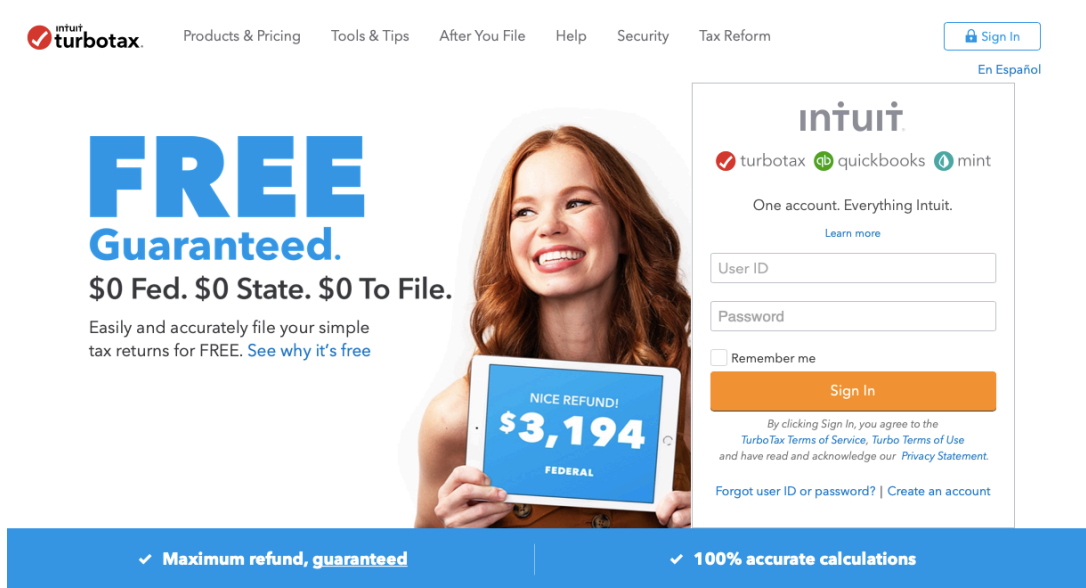 ıntuıt
turbotax.
Products & Pricing
Tools & Tips
After You File
Help
Security
Tax Reform
Sign In
En Español
FREE
Guaranteed.
$0 Fed. $0 State. $0 To File.
Easily and accurately file your simple
tax returns for FREE. See why it's free
NICE REFUND!
$3,194
FEDERAL
ıntuıt.
turbotax qb quickbooks mint
One account. Everything Intuit.
Learn more
User ID
Password
Remember me
Sign In
By clicking Sign In, you agree to the
TurboTax Terms of Service, Turbo Terms of Use
and have read and acknowledge our Privacy Statement.
Forgot user ID or password? | Create an account
Maximum refund, guaranteed
100% accurate calculations